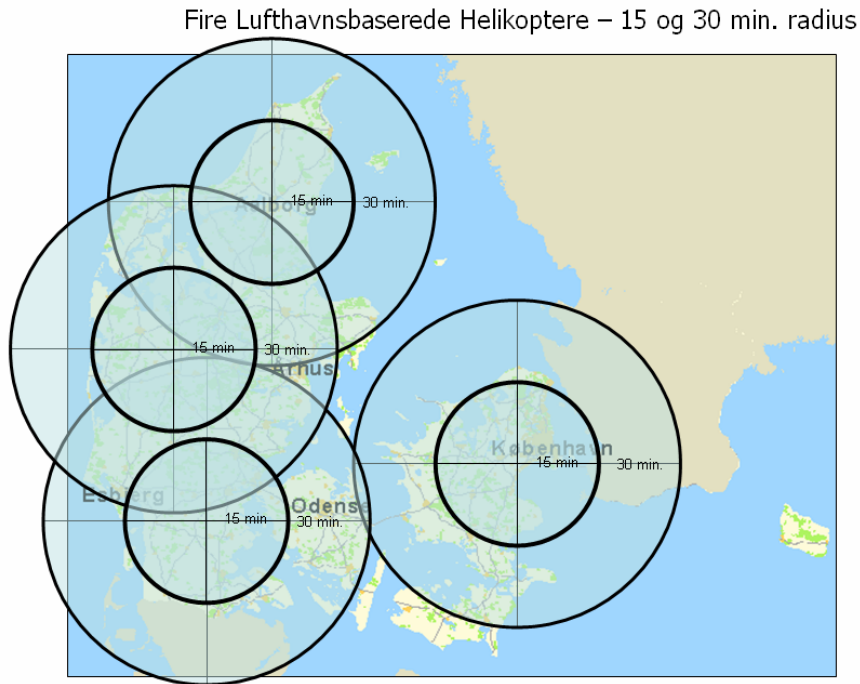 Fire Lufthavnsbaserede Helikoptere – 15 og 30 min. radius
Aalborg
15 min
30 min.
15 min
30 min.
Århus
København
15 min
30 min.
Esbjerg
Odense
15 min
30 min.